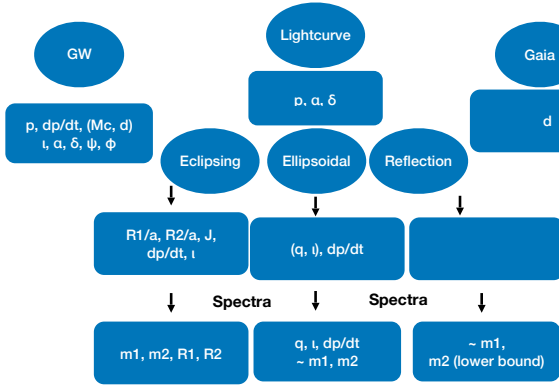 GW
Lightcurve
Gaia
p, dp/dt, (Mc, d)
ι, α, δ, ψ, φ
p, α, δ
d
Eclipsing
Ellipsoidal
Reflection
R1/a, R2/a, J,
dp/dt, ι
(q, ι), dp/dt
Spectra
Spectra
m1, m2, R1, R2
q, ι, dp/dt
~ m1, m2
~ m1,
m2 (lower bound)